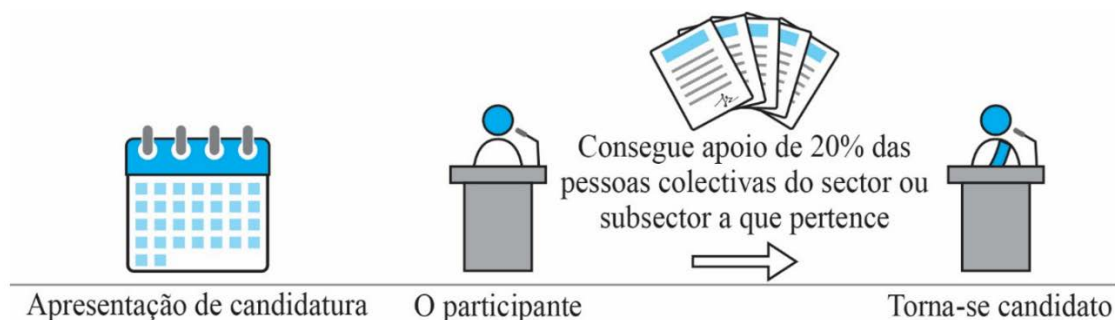 Consegue apoio de 20% das
pessoas colectivas do sector ou
subsector a que pertence
Apresentação de candidatura
O participante
Torna-se candidato